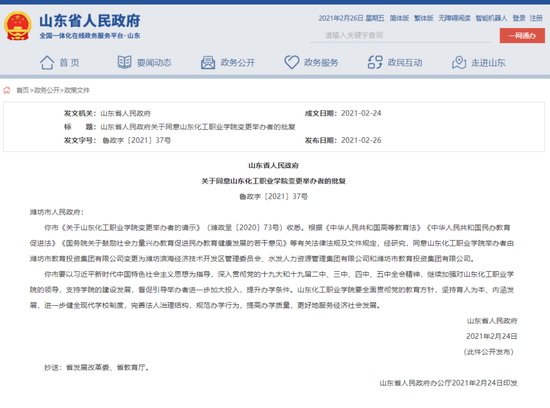 山东省人民政府
全国一体化在线政务服务平台·山东
2021年2月26日 星期五 简体版 繁体版 无障碍阅读 智能机器人 登录 注册
请输入关键字查询 一网通办
首页 要闻动态 政务公开 政务服务 政民互动 走进山东
首页>政务公开>政策文件
发文机关： 山东省人民政府 成文日期： 2021-02-24
标 题： 山东省人民政府关于同意山东化工职业学院变更举办者的批复
发文字号： 鲁政字〔2021〕37号 发布日期： 2021-02-26
山东省人民政府
关于同意山东化工职业学院变更举办者的批复
鲁政字〔2021〕37号
潍坊市人民政府：
你市《关于山东化工职业学院变更举办者的请示》（潍政呈〔2020〕73号）收悉。根据《中华人民共和国高等教育法》《中华人民共和国民办教育
促进法》《国务院关于鼓励社会力量兴办教育促进民办教育健康发展的若干意见》等有关法律法规及文件规定，经研究，同意山东化工职业学院举办者由
潍坊市教育投资集团有限公司变更为潍坊滨海经济技术开发区管理委员会、水发人力资源管理集团有限公司和潍坊市教育投资集团有限公司。
你市要以习近平新时代中国特色社会主义思想为指导，深入贯彻党的十九大和十九届二中、三中、四中、五中全会精神，继续加强对山东化工职业学
院的领导，支持学院的建设发展，督促引导举办者进一步加大投入，提升办学条件。山东化工职业学院要全面贯彻党的教育方针，坚持育人为本、内涵发
展，进一步健全现代学校制度，完善法人治理结构，规范办学行为，提高办学质量，更好地服务经济社会发展。
山东省人民政府
2021年2月24日
（此件公开发布）
抄送：省发展改革委、省教育厅。
山东省人民政府办公厅2021年2月24日印发